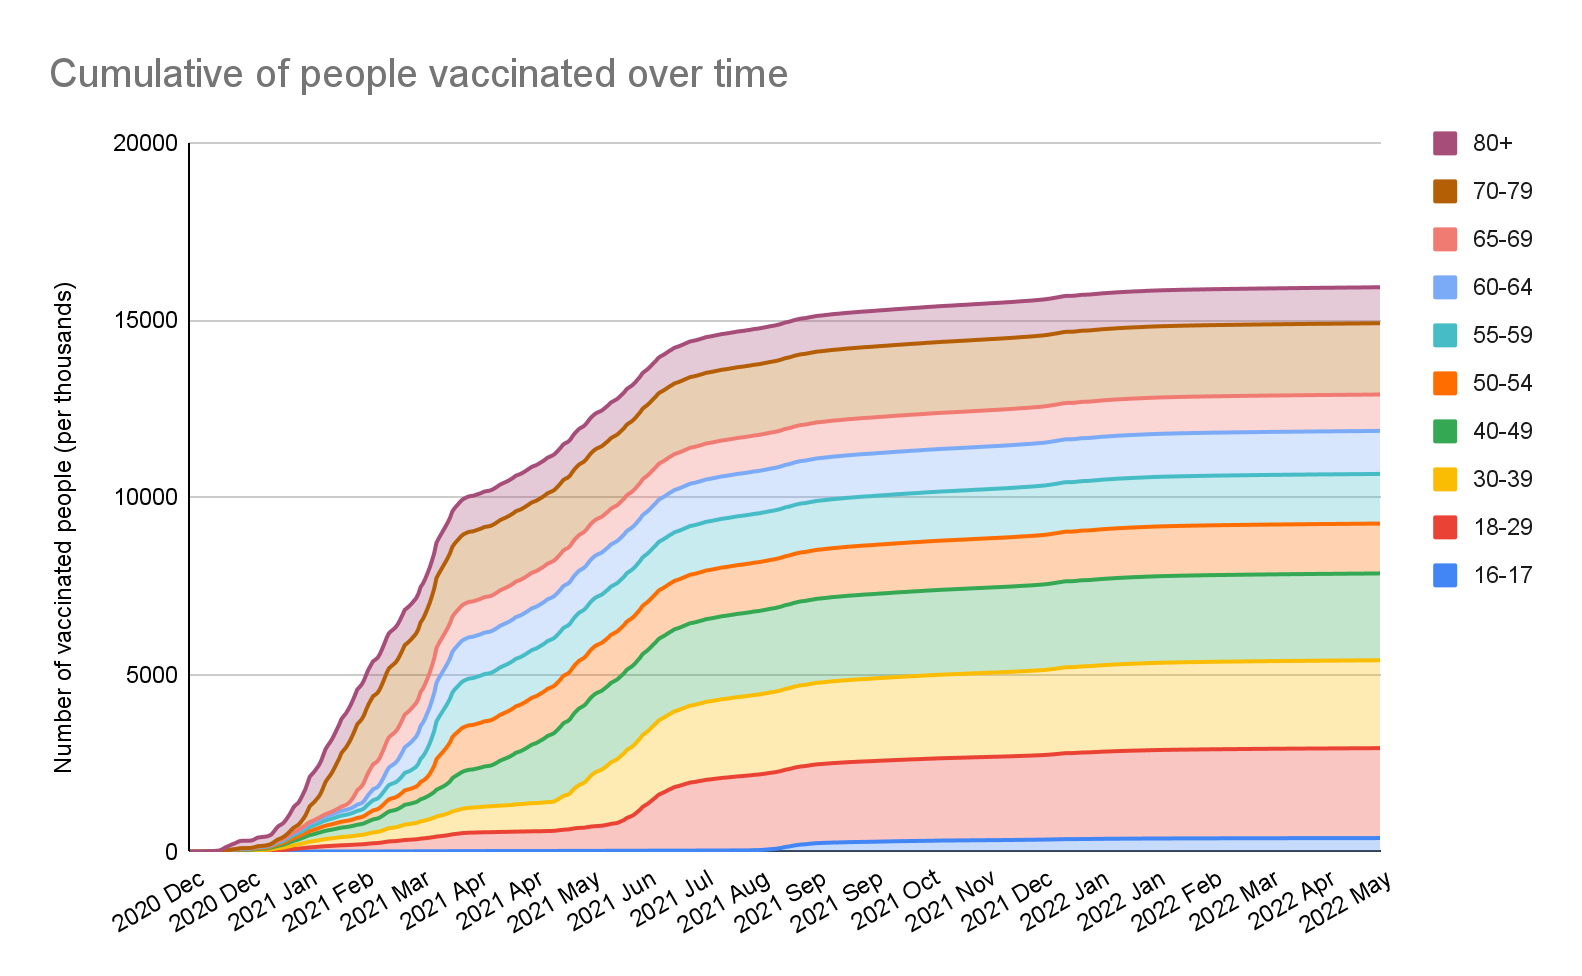 Cumulative of people vaccinated over time
Number of vaccinated people (per thousands)
20000
15000
10000
5000
0
2020 Dec
2020 Dec
2021 Jan
2021 Feb
2021 Mar
2021 Apr
2021 Apr
2021 May
2021 Jun
2021 Jul
2021 Aug
2021 Sep
2021 Sep
2021 Oct
2021 Nov
2021 Dec
2022 Jan
2022 Jan
2022 Feb
2022 Mar
2022 Apr
2022 May
80+
70-79
65-69
60-64
55-59
50-54
40-49
30-39
18-29
16-17